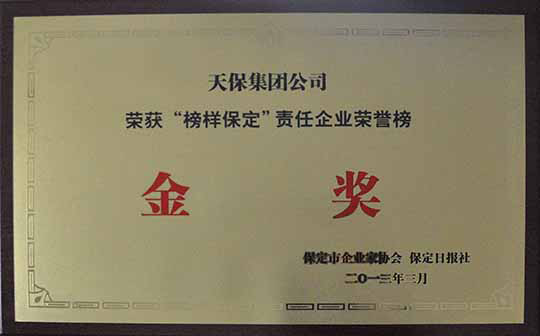 天保集团公司
荣获“榜样保定”责任企业荣誉榜
金 奖
保定市企业家协会 保定日报社
二〇一三年三月